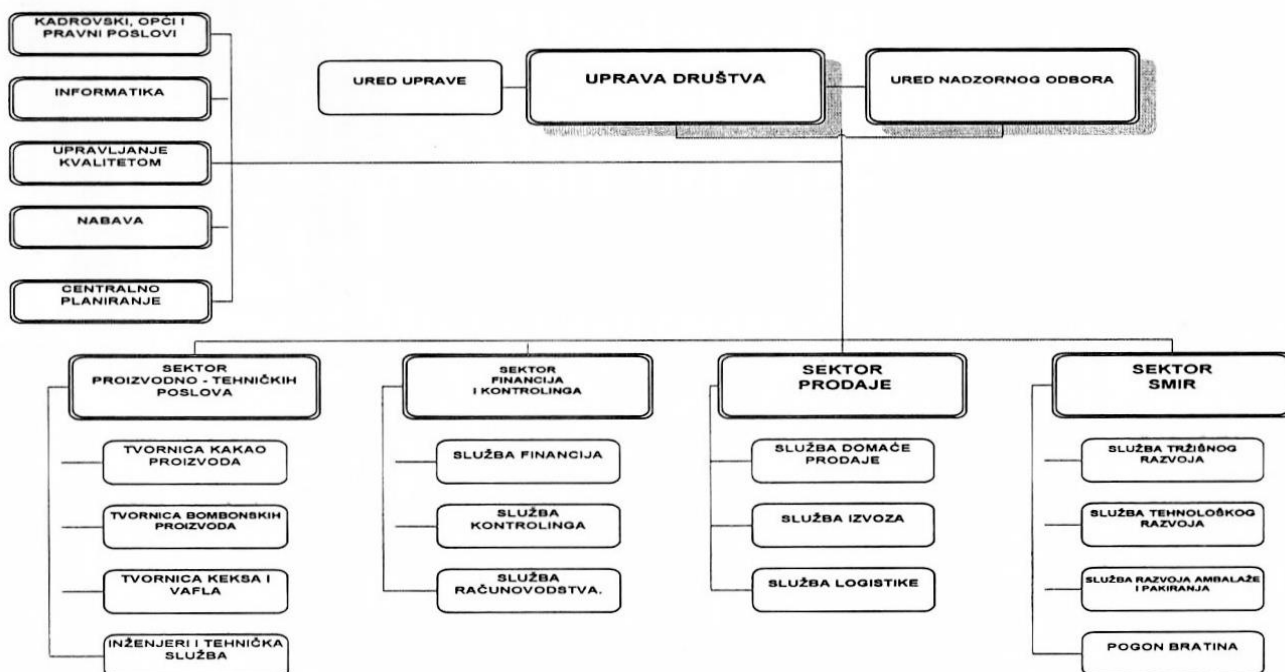 KADROVSKI, OPĆI I
PRAVNI POSLOVI
INFORMATIKA
UPRAVLJANJE
KVALITETOM
NABAVA
CENTRALNO
PLANIRANJE
URED UPRAVE
UPRAVA DRUŠTVA
URED NADZORNOG ODBORA
SEKTOR
PROIZVODNO - TEHNIČKIH
POSLOVA
TVORNICA KAKAO
PROIZVODA
TVORNICA BOMBONSKIH
PROIZVODA
TVORNICA KEKSA I
VAFLA
INŽENJERI I TEHNIČKA
SLUŽBA
SEKTOR
FINANCIJA
I KONTROLINGA
SLUŽBA FINANCIJA
SLUŽBA
KONTROLINGA
SLUŽBA
RAČUNOVODSTVA.
SEKTOR
PRODAJE
SLUŽBA DOMAĆE
PRODAJE
SLUŽBA IZVOZA
SLUŽBA LOGISTIKE
SEKTOR
SMIR
SLUŽBA TRŽIŠNOG
RAZVOJA
SLUŽBA TEHNOLOŠKOG
RAZVOJA
SLUŽBA RAZVOJA AMBALAŽE
I PAKIRANJA
POGON BRATINA